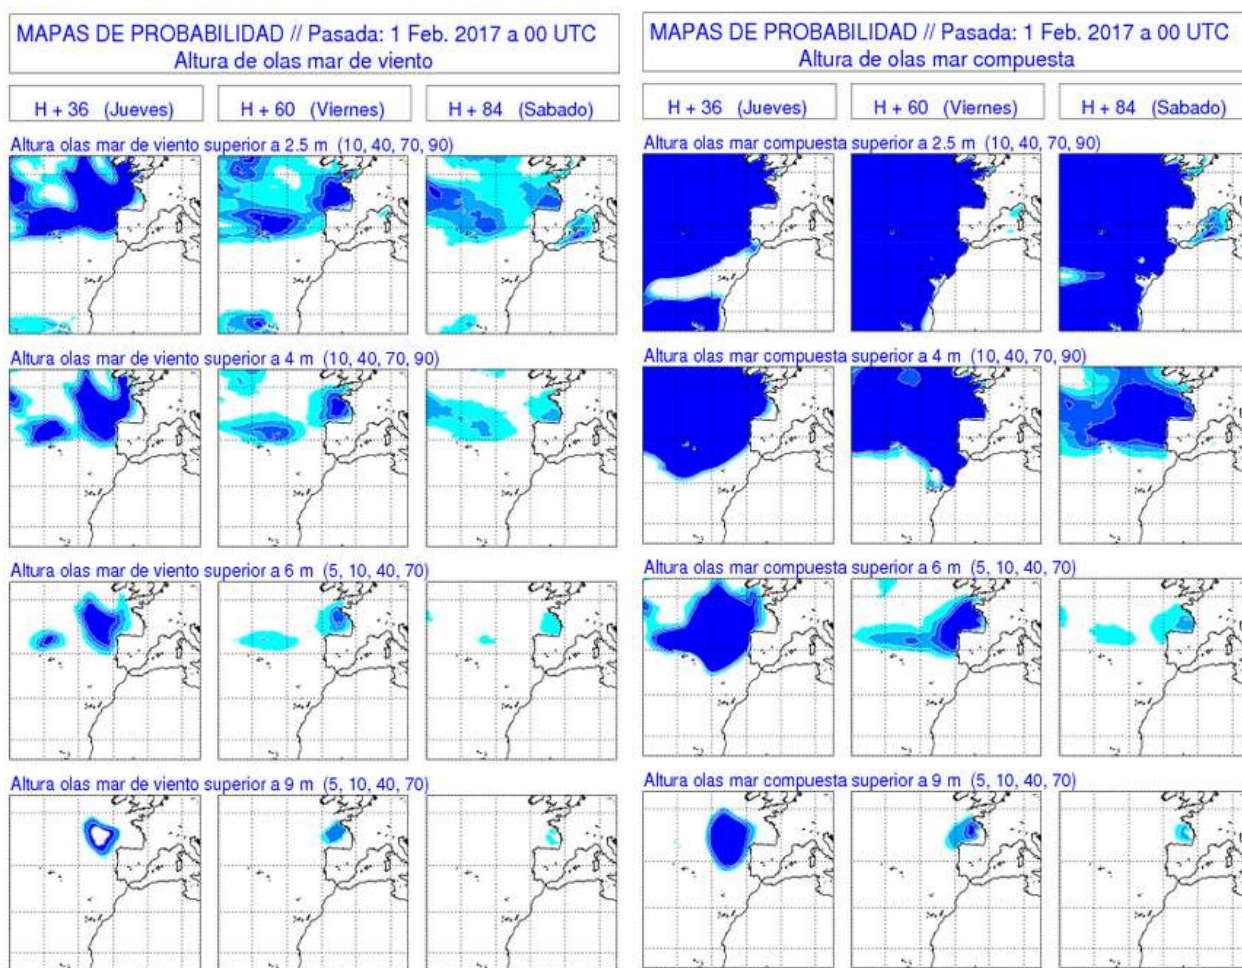 MAPAS DE PROBABILIDAD // Pasada: 1 Feb. 2017 a 00 UTC
Altura de olas mar de viento
H + 36 (Jueves)
H + 60 (Viernes)
H + 84 (Sabado)
Altura olas mar de viento superior a 2.5 m (10, 40, 70, 90)
Altura olas mar de viento superior a 4 m (10, 40, 70, 90)
Altura olas mar de viento superior a 6 m (5, 10, 40, 70)
Altura olas mar de viento superior a 9 m (5, 10, 40, 70)
MAPAS DE PROBABILIDAD // Pasada: 1 Feb. 2017 a 00 UTC
Altura de olas mar compuesta
H + 36 (Jueves)
H + 60 (Viernes)
H + 84 (Sabado)
Altura olas mar compuesta superior a 2.5 m (10, 40, 70, 90)
Altura olas mar compuesta superior a 4 m (10, 40, 70, 90)
Altura olas mar compuesta superior a 6 m (5, 10, 40, 70)
Altura olas mar compuesta superior a 9 m (5, 10, 40, 70)